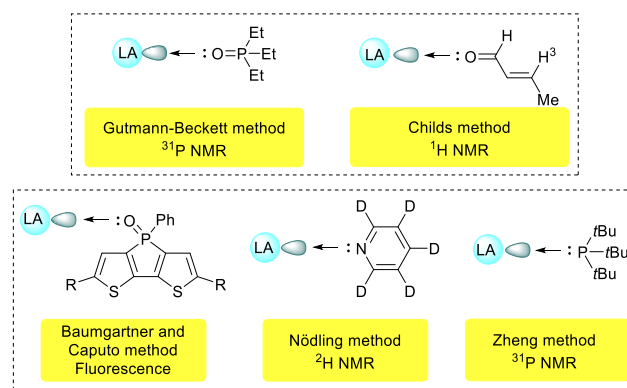 LA :O=P Et
Et
Et
LA :O H
H³
Me
Gutmann-Beckett method
³¹P NMR
Childs method
¹H NMR
LA :O Ph
P
R S S R
LA :N D D
D
D D
LA :P tBu
tBu
tBu
Baumgartner and
Caputo method
Fluorescence
Nödling method
²H NMR
Zheng method
³¹P NMR